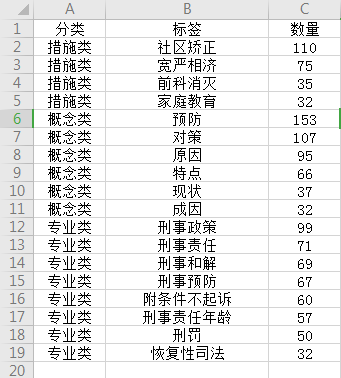 A B C
1 分类 标签 数量
2 措施类 社区矫正 110
3 措施类 宽严相济 75
4 措施类 前科消灭 35
5 措施类 家庭教育 32
6 概念类 预防 153
7 概念类 对策 107
8 概念类 原因 95
9 概念类 特点 66
10 概念类 现状 37
11 概念类 成因 32
12 专业类 刑事政策 99
13 专业类 刑事责任 71
14 专业类 刑事和解 69
15 专业类 刑事预防 67
16 专业类 附条件不起诉 60
17 专业类 刑事责任年龄 57
18 专业类 刑罚 50
19 专业类 恢复性司法 32
20